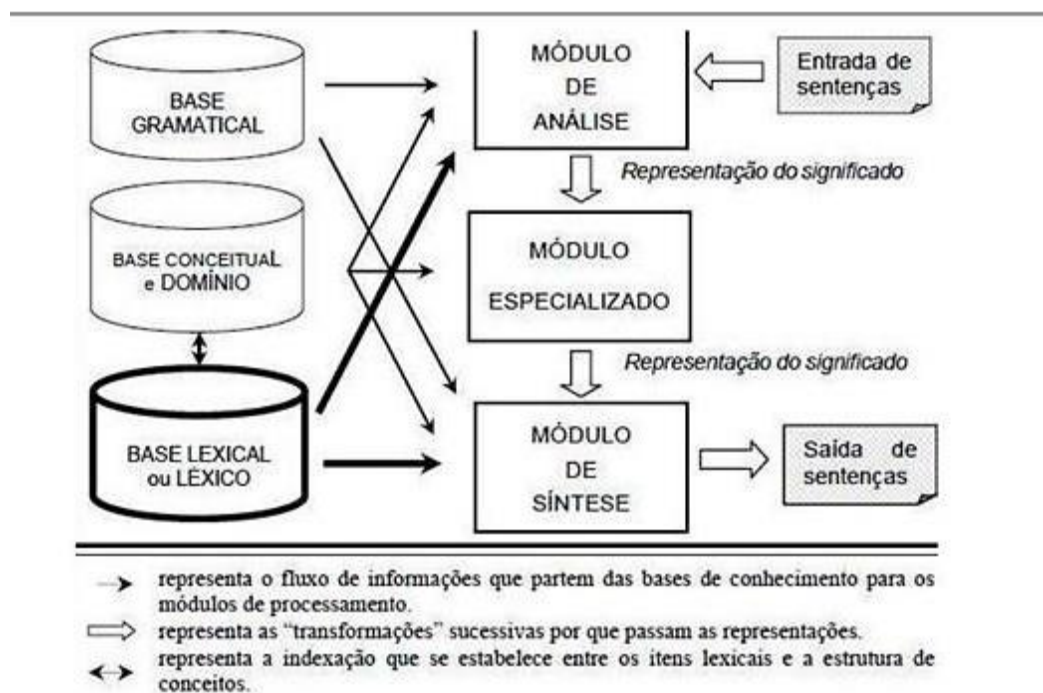 BASE
GRAMATICAL
MÓDULO
DE
ANÁLISE
Entrada de
sentenças
Representação do significado
BASE CONCEITUAL
e DOMÍNIO
MÓDULO
ESPECIALIZADO
Representação do significado
BASE LEXICAL
ou LÉXICO
MÓDULO
DE
SÍNTESE
Saída de
sentenças
representa o fluxo de informações que partem das bases de conhecimento para os
módulos de processamento.
representa as “transformações” sucessivas por que passam as representações.
representa a indexação que se estabelece entre os itens lexicais e a estrutura de
conceitos.